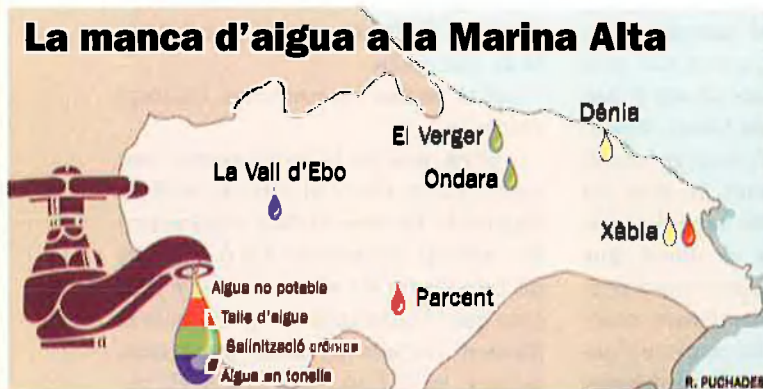 La manca d'aigua a la Marina Alta
Dénia
El Verger
La Vall d'Ebo
Ondara
Xàbia
Parcent
Aigua no potable
Talls d'aigua
Salinització crònica
Aigua en tonells
R. PUCHADES